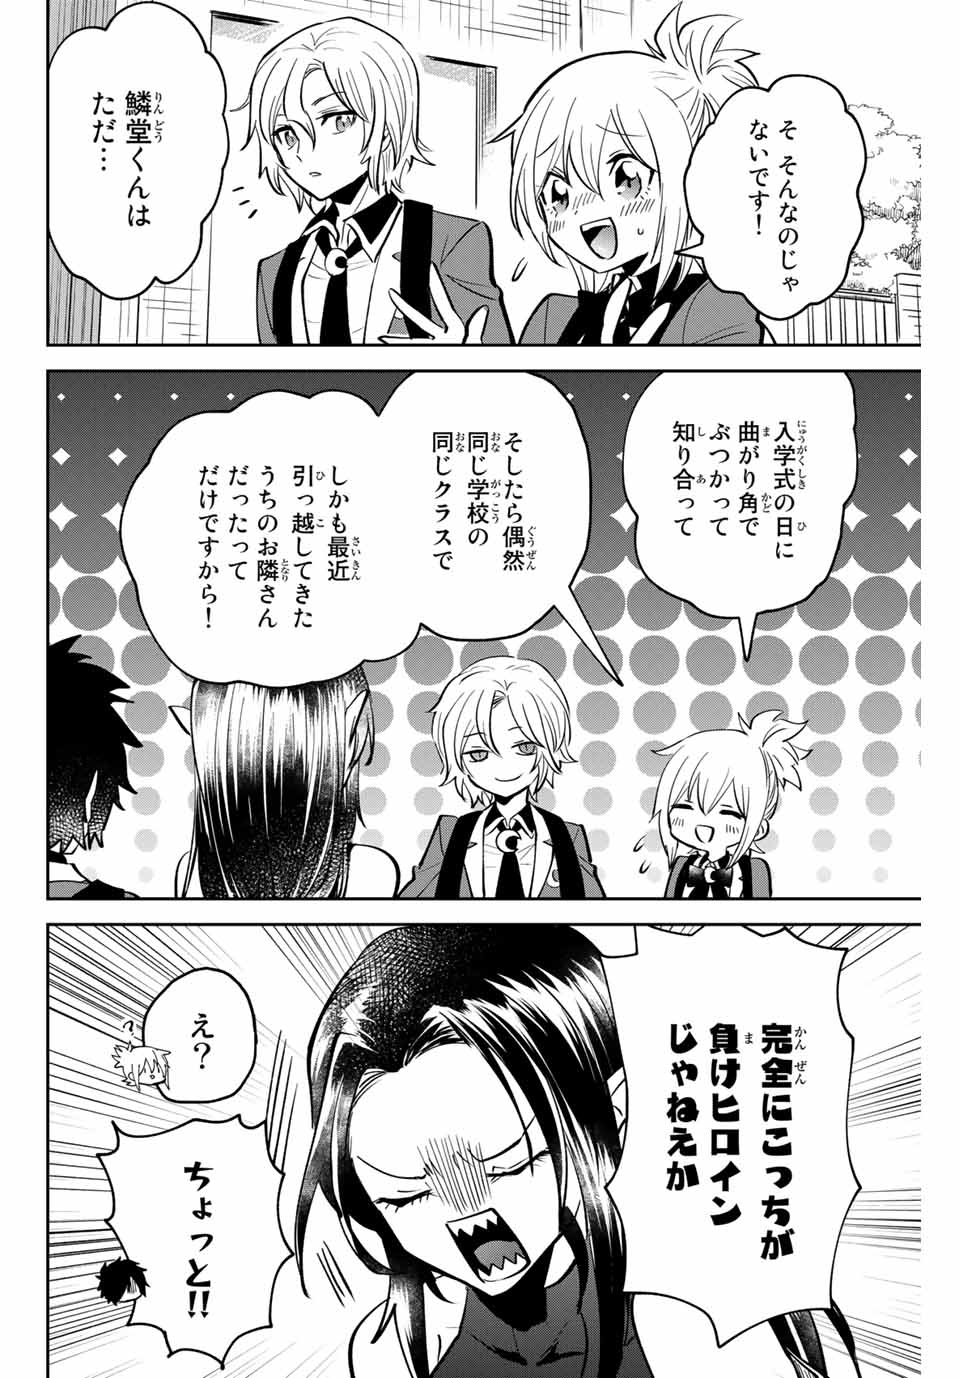 そ そんなのじゃ
ないです！
鱗堂くんは
ただ…
入学式の日に
曲がり角で
ぶつかって
知り合って
そしたら偶然
同じ学校の
同じクラスで
しかも最近
引っ越してきた
うちのお隣さん
だったって
だけですから！
完全にこっちが
負けヒロイン
じゃねえか
え？
ちょっと!!